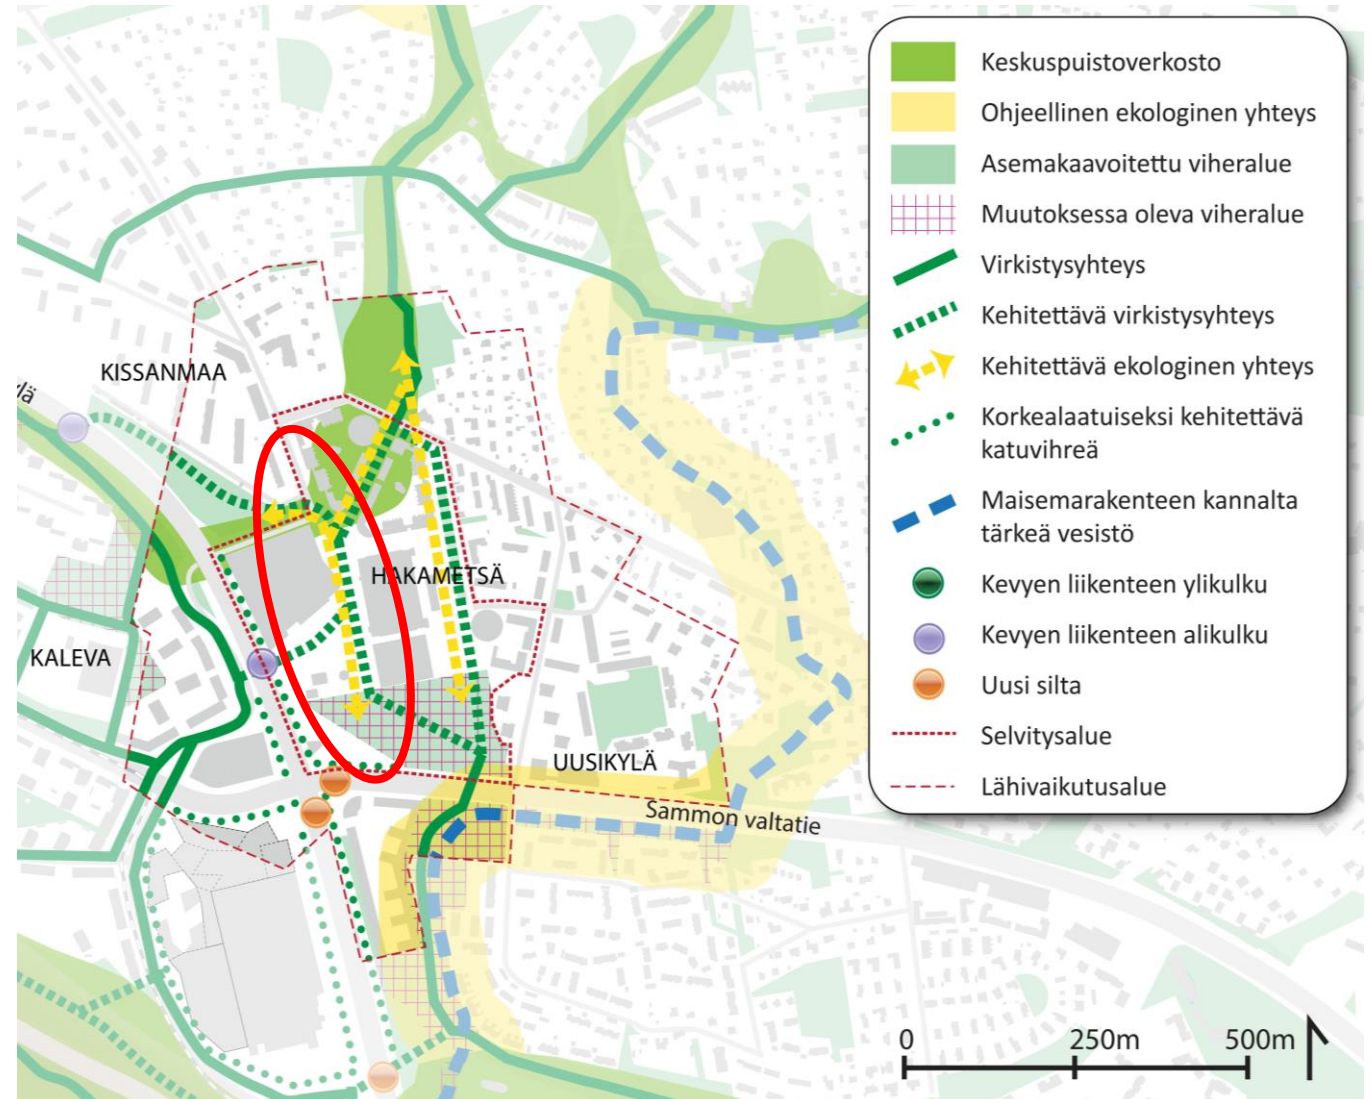 Keskuspuistoverkosto
Ohjeellinen ekologinen yhteys
Asemakaavoitettu viheralue
Muutoksessa oleva viheralue
Virkistysyhteys
Kehitettävä virkistysyhteys
Kehitettävä ekologinen yhteys
Korkealaatuiseksi kehitettävä
katuvihreä
Maisemarakenteen kannalta
tärkeä vesistö
Kevyen liikenteen ylikulku
Kevyen liikenteen alikulku
Uusi silta
Selvitysalue
Lähivaikutusalue
KISSANMAA
ylä
HAKAMETSÄ
KALEVA
UUSIKYLÄ
Sammon valtatie
0 250m 500m